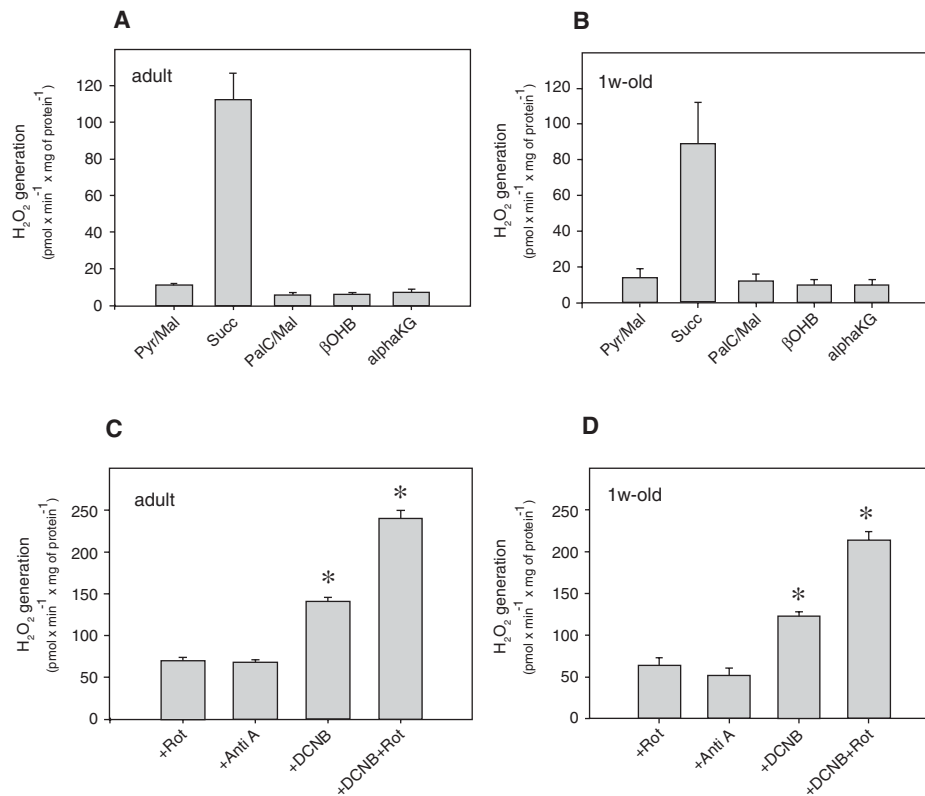 A
adult
H₂O₂ generation
(pmol x min⁻¹ x mg of protein⁻¹)
120
100
80
60
40
20
0
Pyr/Mal
Succ
PalC/Mal
βOHB
alphaKG
B
1w-old
H₂O₂ generation
(pmol x min⁻¹ x mg of protein⁻¹)
120
100
80
60
40
20
0
Pyr/Mal
Succ
PalC/Mal
βOHB
alphaKG
C
adult
H₂O₂ generation
(pmol x min⁻¹ x mg of protein⁻¹)
250
200
150
100
50
0
*
*
+Rot
+Anti A
+DCNB
+DCNB+Rot
D
1w-old
H₂O₂ generation
(pmol x min⁻¹ x mg of protein⁻¹)
250
200
150
100
50
0
*
*
+Rot
+Anti A
+DCNB
+DCNB+Rot